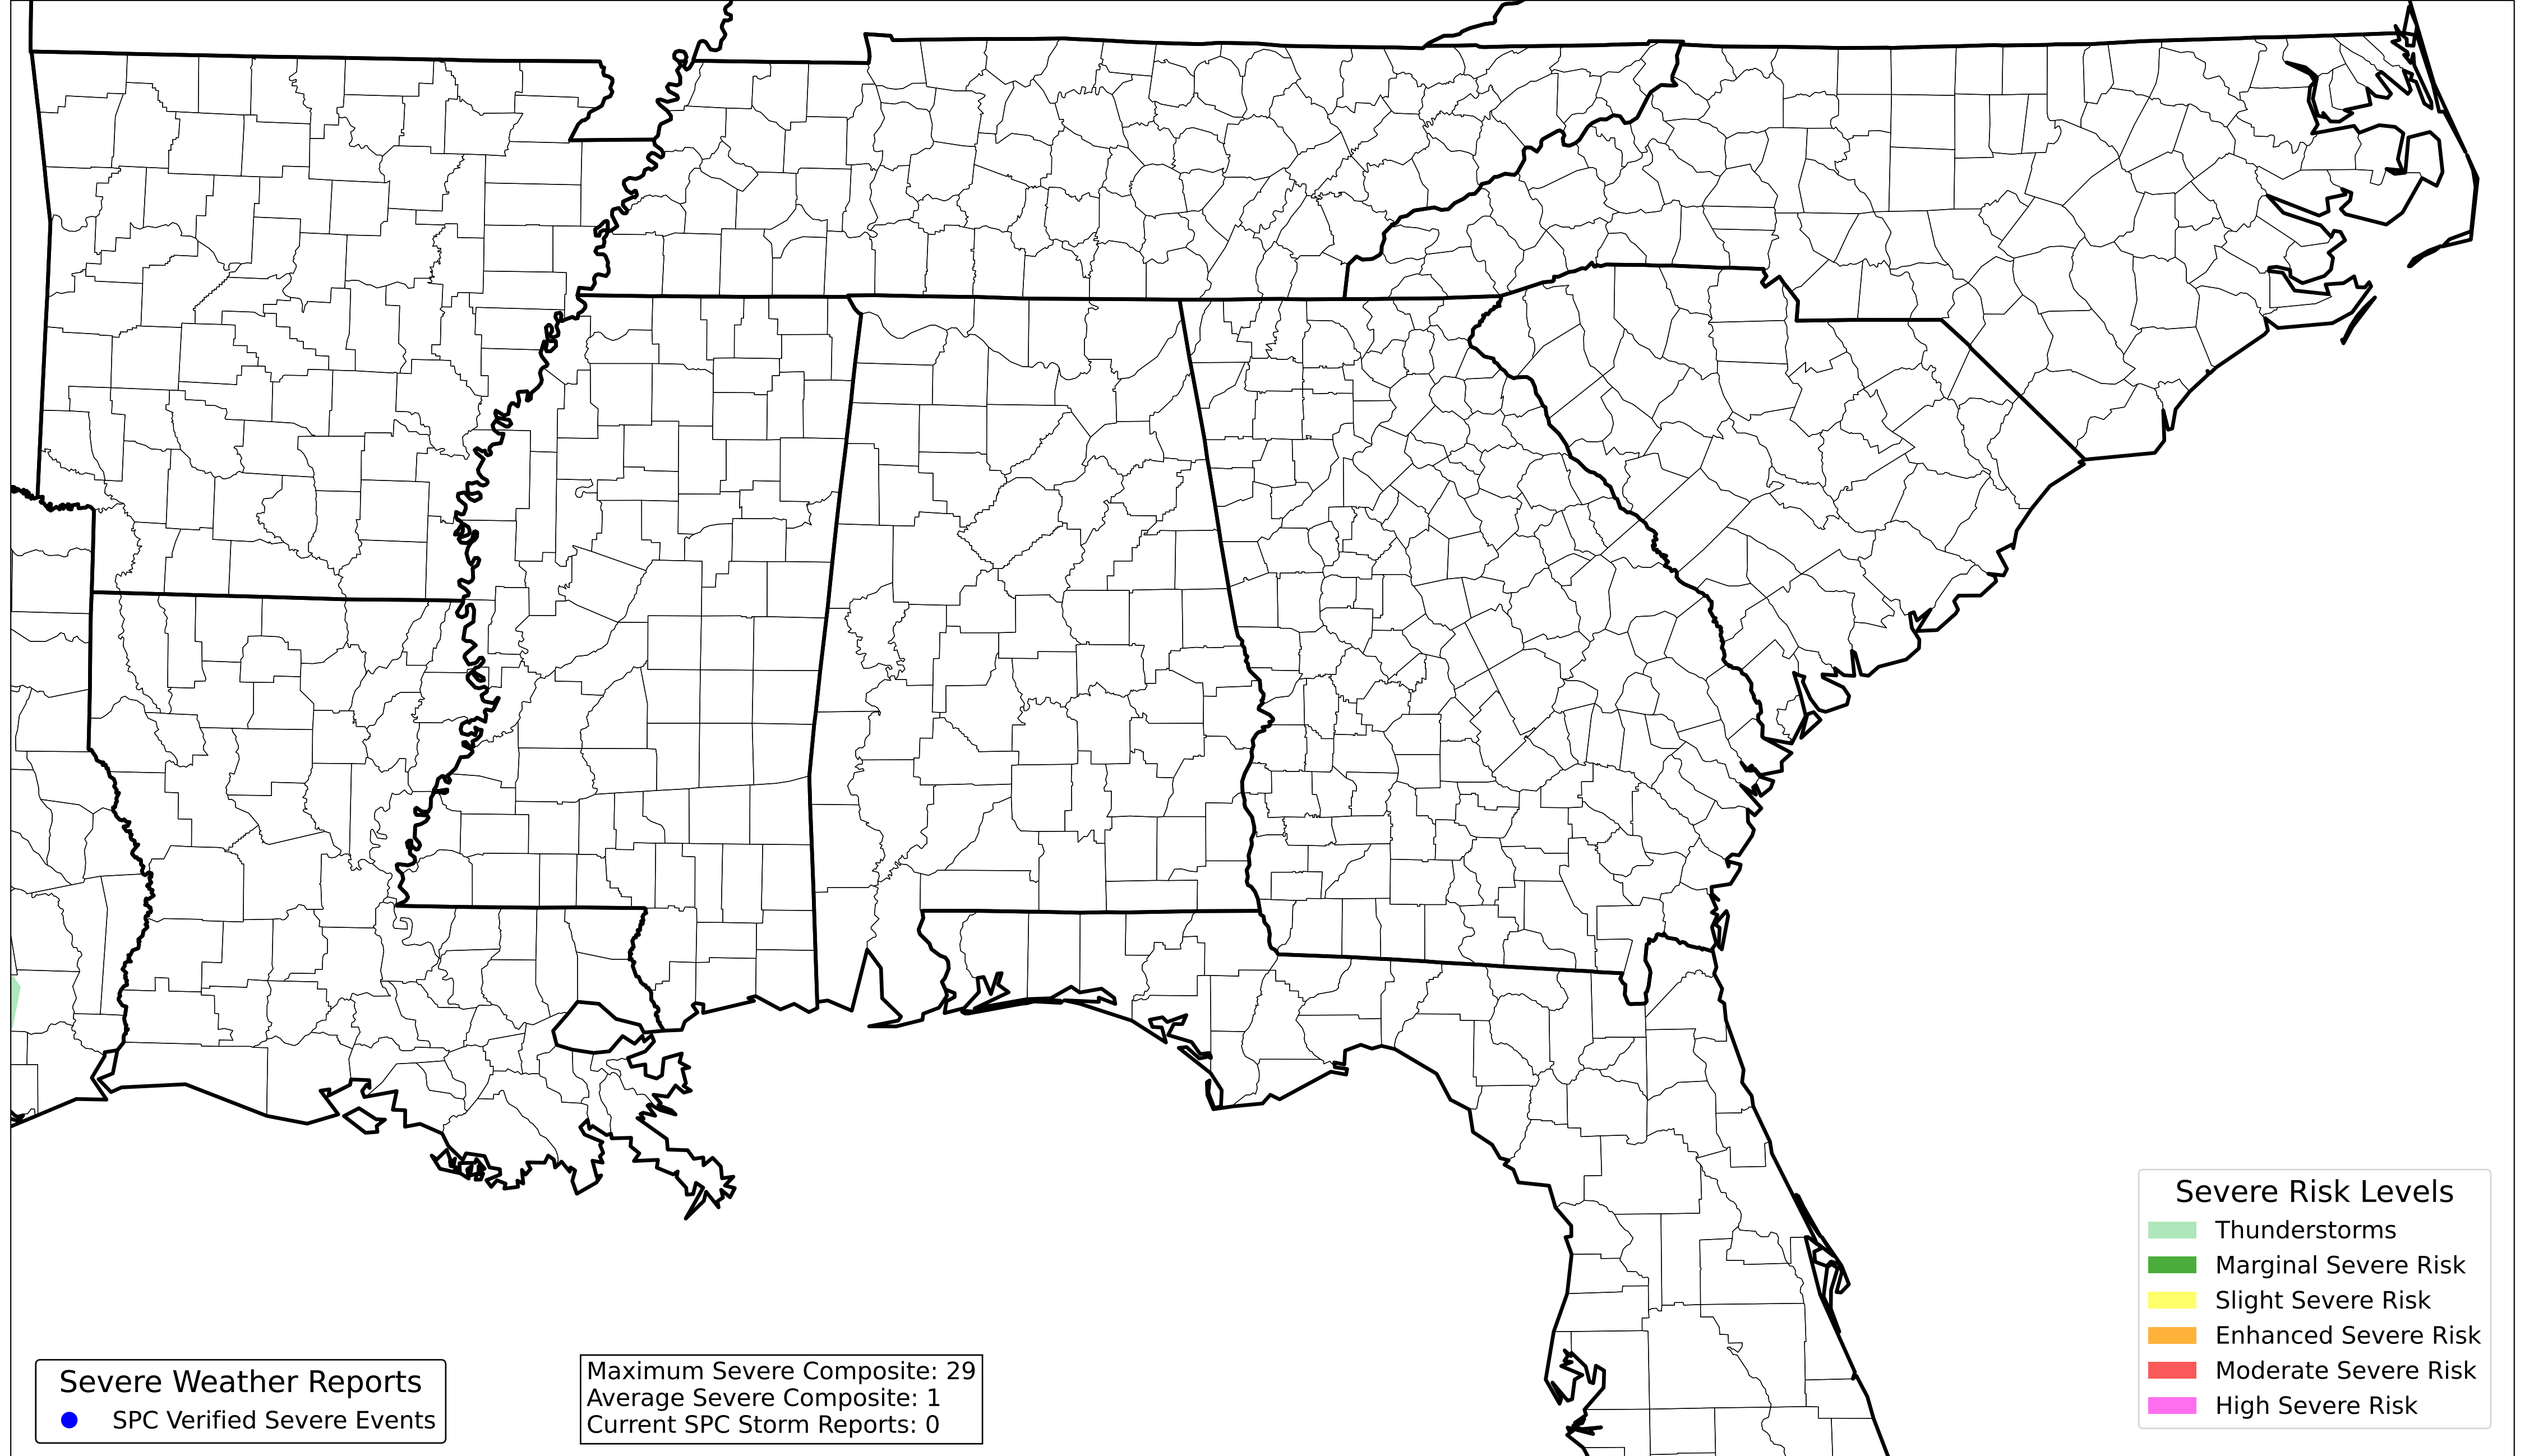 Severe Weather Reports
SPC Verified Severe Events
Maximum Severe Composite: 29
Average Severe Composite: 1
Current SPC Storm Reports: 0
Severe Risk Levels
Thunderstorms
Marginal Severe Risk
Slight Severe Risk
Enhanced Severe Risk
Moderate Severe Risk
High Severe Risk